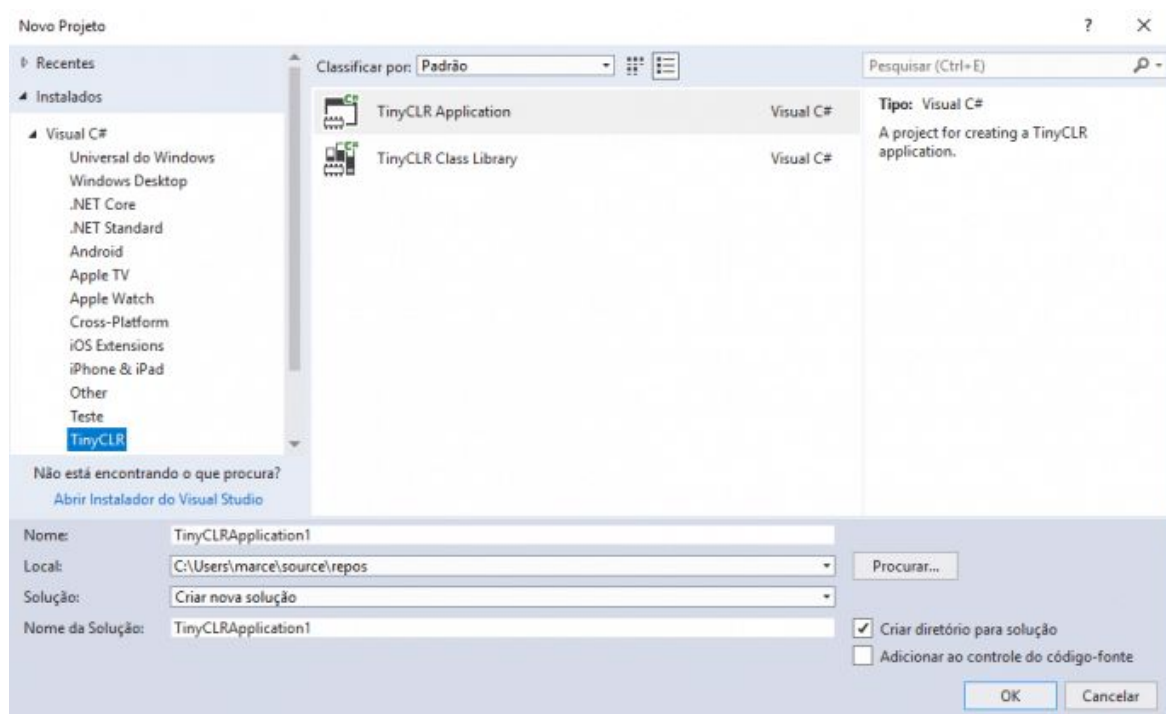 Novo Projeto
?
Recentes
Instalados
Visual C#
Universal do Windows
Windows Desktop
.NET Core
.NET Standard
Android
Apple TV
Apple Watch
Cross-Platform
iOS Extensions
iPhone & iPad
Other
Teste
TinyCLR
Não está encontrando o que procura?
Abrir Instalador do Visual Studio
Classificar por: Padrão
C# TinyCLR Application Visual C#
C# TinyCLR Class Library Visual C#
Pesquisar (Ctrl+E)
Tipo: Visual C#
A project for creating a TinyCLR
application.
Nome: TinyCLRApplication1
Local: C:\Users\marce\source\repos Procurar...
Solução: Criar nova solução
Nome da Solução: TinyCLRApplication1 Criar diretório para solução
Adicionar ao controle do código-fonte
OK Cancelar